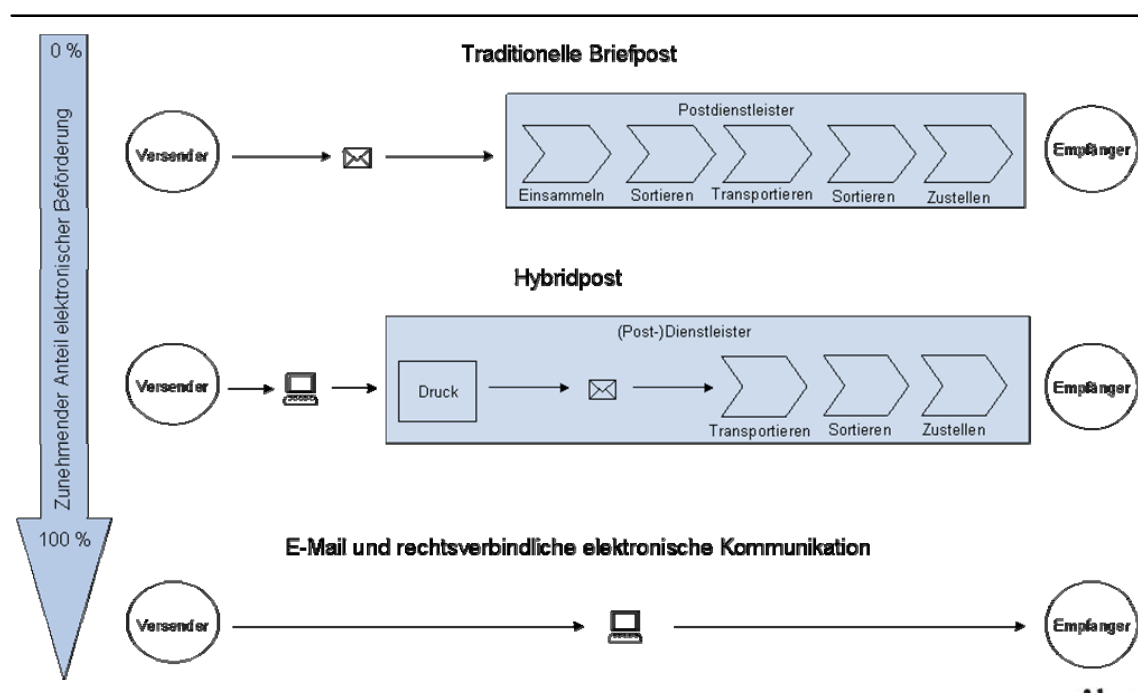 0 %
Zunehmender Anteil elektronischer Beförderung
100 %
Traditionelle Briefpost
Versender
Postdienstleister
Einsammeln
Sortieren
Transportieren
Sortieren
Zustellen
Empfänger
Hybridpost
Versender
(Post-)Dienstleister
Druck
Transportieren
Sortieren
Zustellen
Empfänger
E-Mail und rechtsverbindliche elektronische Kommunikation
Versender
Empfänger